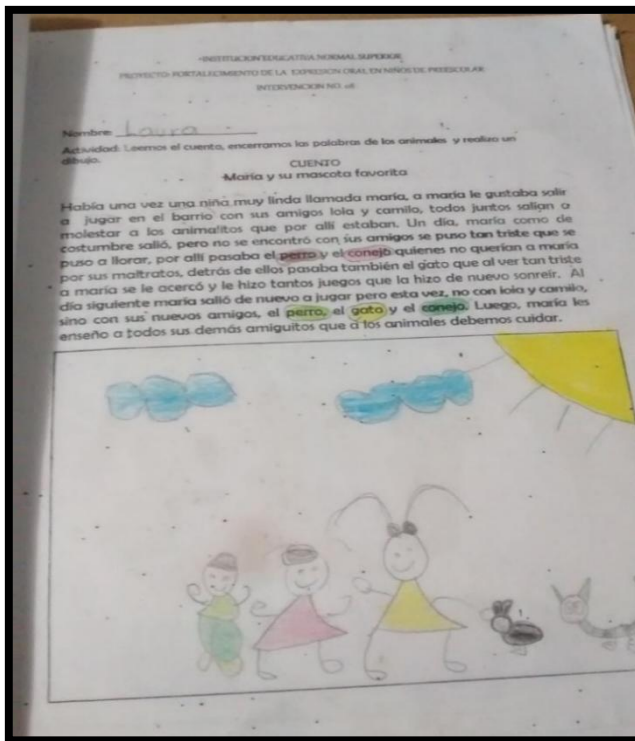 INSTITUCION EDUCATIVA NORMAL SUPERIOR
PROYECTO: FORTALECIMIENTO DE LA EXPRESION ORAL EN NIÑOS DE PREESCOLAR
INTERVENCION NO.
Nombre: Laura
Actividad: Leemos el cuento, encerramos las palabras de los animales y realizo un
dibujo.
CUENTO
María y su mascota favorita
Había una vez una niña muy linda llamada maría, a maría le gustaba salir
a jugar en el barrio con sus amigos lola y camilo, todos juntos salían a
molestar a los animalitos que por allí estaban. Un día, maría como de
costumbre salió, pero no se encontró con sus amigos se puso tan triste que se
puso a llorar, por allí pasaba el perro y el conejo quienes no querían a maría
por sus maltratos, detrás de ellos pasaba también el gato que al ver tan triste
a maría se le acercó y le hizo tantos juegos que la hizo de nuevo sonreír. Al
día siguiente maría salió de nuevo a jugar pero esta vez, no con lola y camilo,
sino con sus nuevos amigos, el perro, el gato y el conejo. Luego, maría les
enseño a todos sus demás amiguitos que a los animales debemos cuidar.